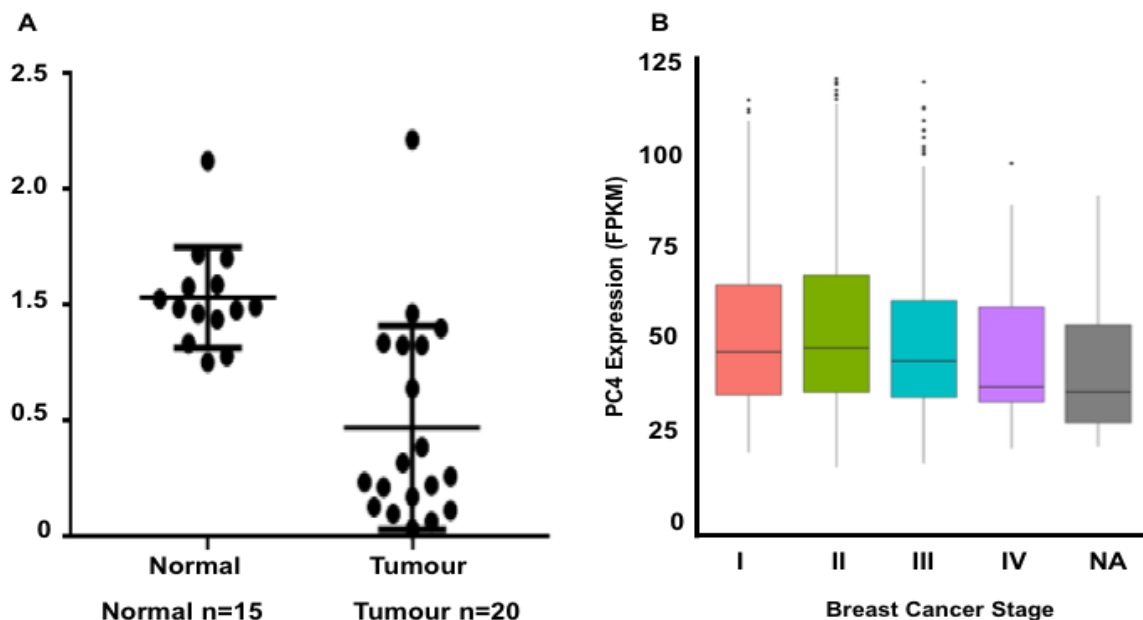 A
2.5
2.0
1.5
0.5
0
Normal Tumour
Normal n=15 Tumour n=20
B
PC4 Expression (FPKM)
125
100
75
50
25
0
I II III IV NA
Breast Cancer Stage